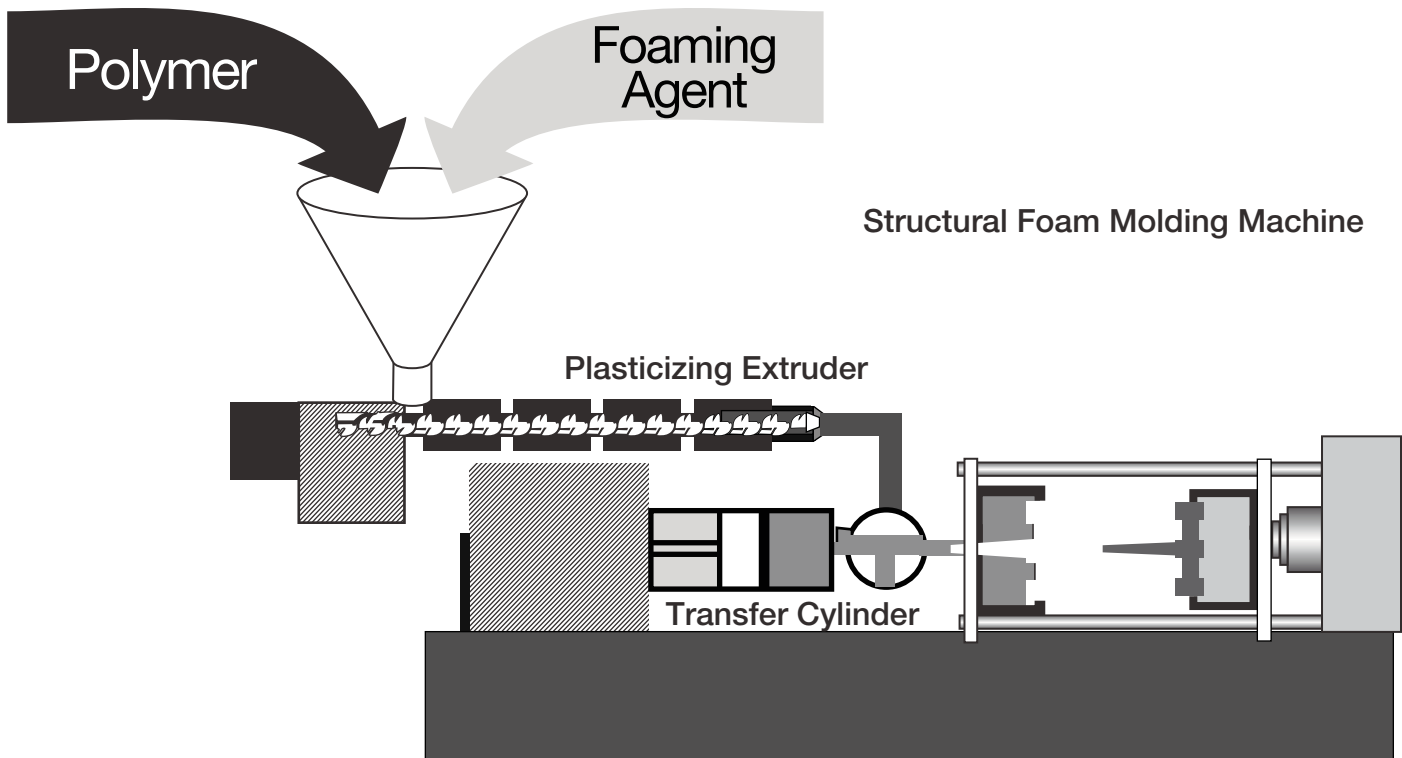 Polymer
Foaming
Agent
Structural Foam Molding Machine
Plasticizing Extruder
Transfer Cylinder